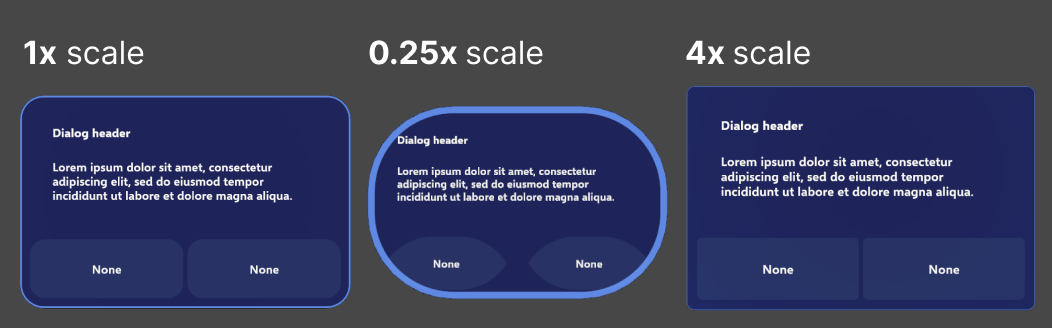 1x scale
Dialog header
Lorem ipsum dolor sit amet, consectetur
adipiscing elit, sed do eiusmod tempor
incididunt ut labore et dolore magna aliqua.
None
None
0.25x scale
Dialog header
Lorem ipsum dolor sit amet, consectetur
adipiscing elit, sed do eiusmod tempor
incididunt ut labore et dolore magna aliqua.
None
None
4x scale
Dialog header
Lorem ipsum dolor sit amet, consectetur
adipiscing elit, sed do eiusmod tempor
incididunt ut labore et dolore magna aliqua.
None
None